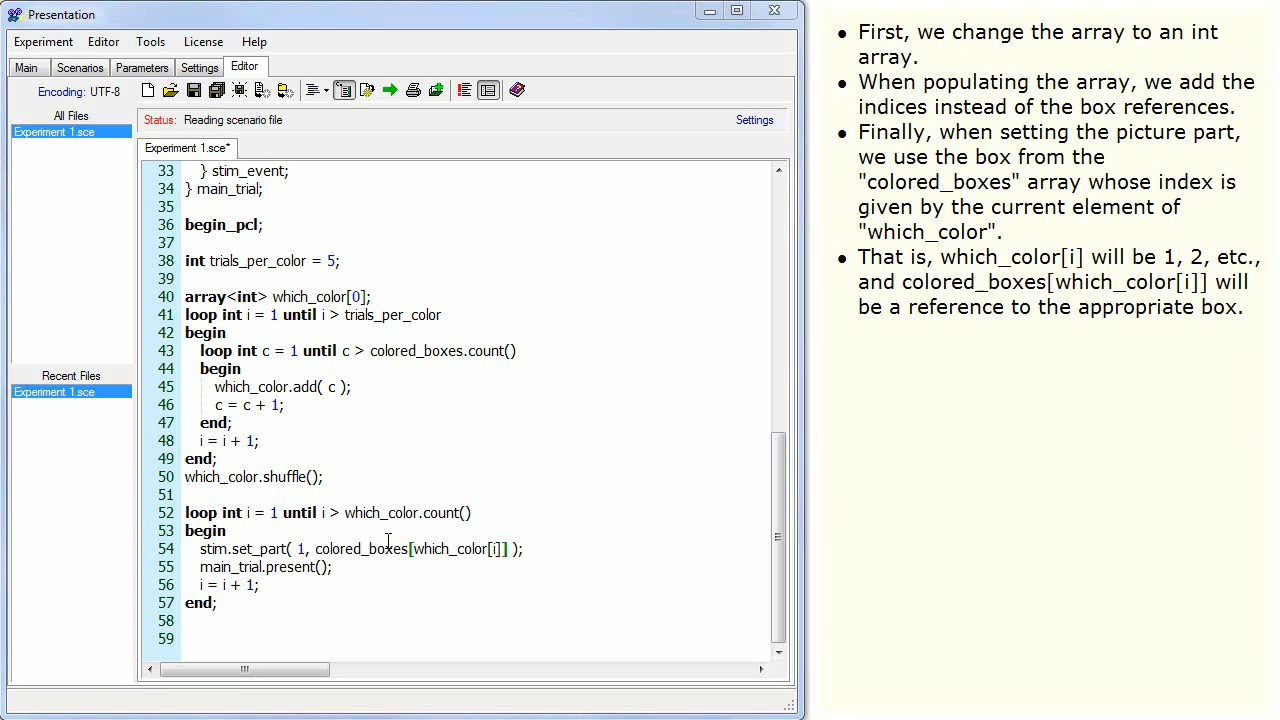 Presentation
Experiment Editor Tools License Help
Main Scenarios Parameters Settings Editor
Encoding: UTF-8
All Files
Experiment 1.sce
Recent Files
Experiment 1.sce
Status: Reading scenario file Settings
Experiment 1.sce*
33 } stim_event;
34 } main_trial;
35
36 begin_pcl;
37
38 int trials_per_color = 5;
39
40 array<int> which_color[0];
41 loop int i = 1 until i > trials_per_color
42 begin
43 loop int c = 1 until c > colored_boxes.count()
44 begin
45 which_color.add( c );
46 c = c + 1;
47 end;
48 i = i + 1;
49 end;
50 which_color.shuffle();
51
52 loop int i = 1 until i > which_color.count()
53 begin
54 stim.set_part( 1, colored_boxes[which_color[i]] );
55 main_trial.present();
56 i = i + 1;
57 end;
58
59
• First, we change the array to an int
array.
• When populating the array, we add the
indices instead of the box references.
• Finally, when setting the picture part,
we use the box from the
"colored_boxes" array whose index is
given by the current element of
"which_color".
• That is, which_color[i] will be 1, 2, etc.,
and colored_boxes[which_color[i]] will
be a reference to the appropriate box.